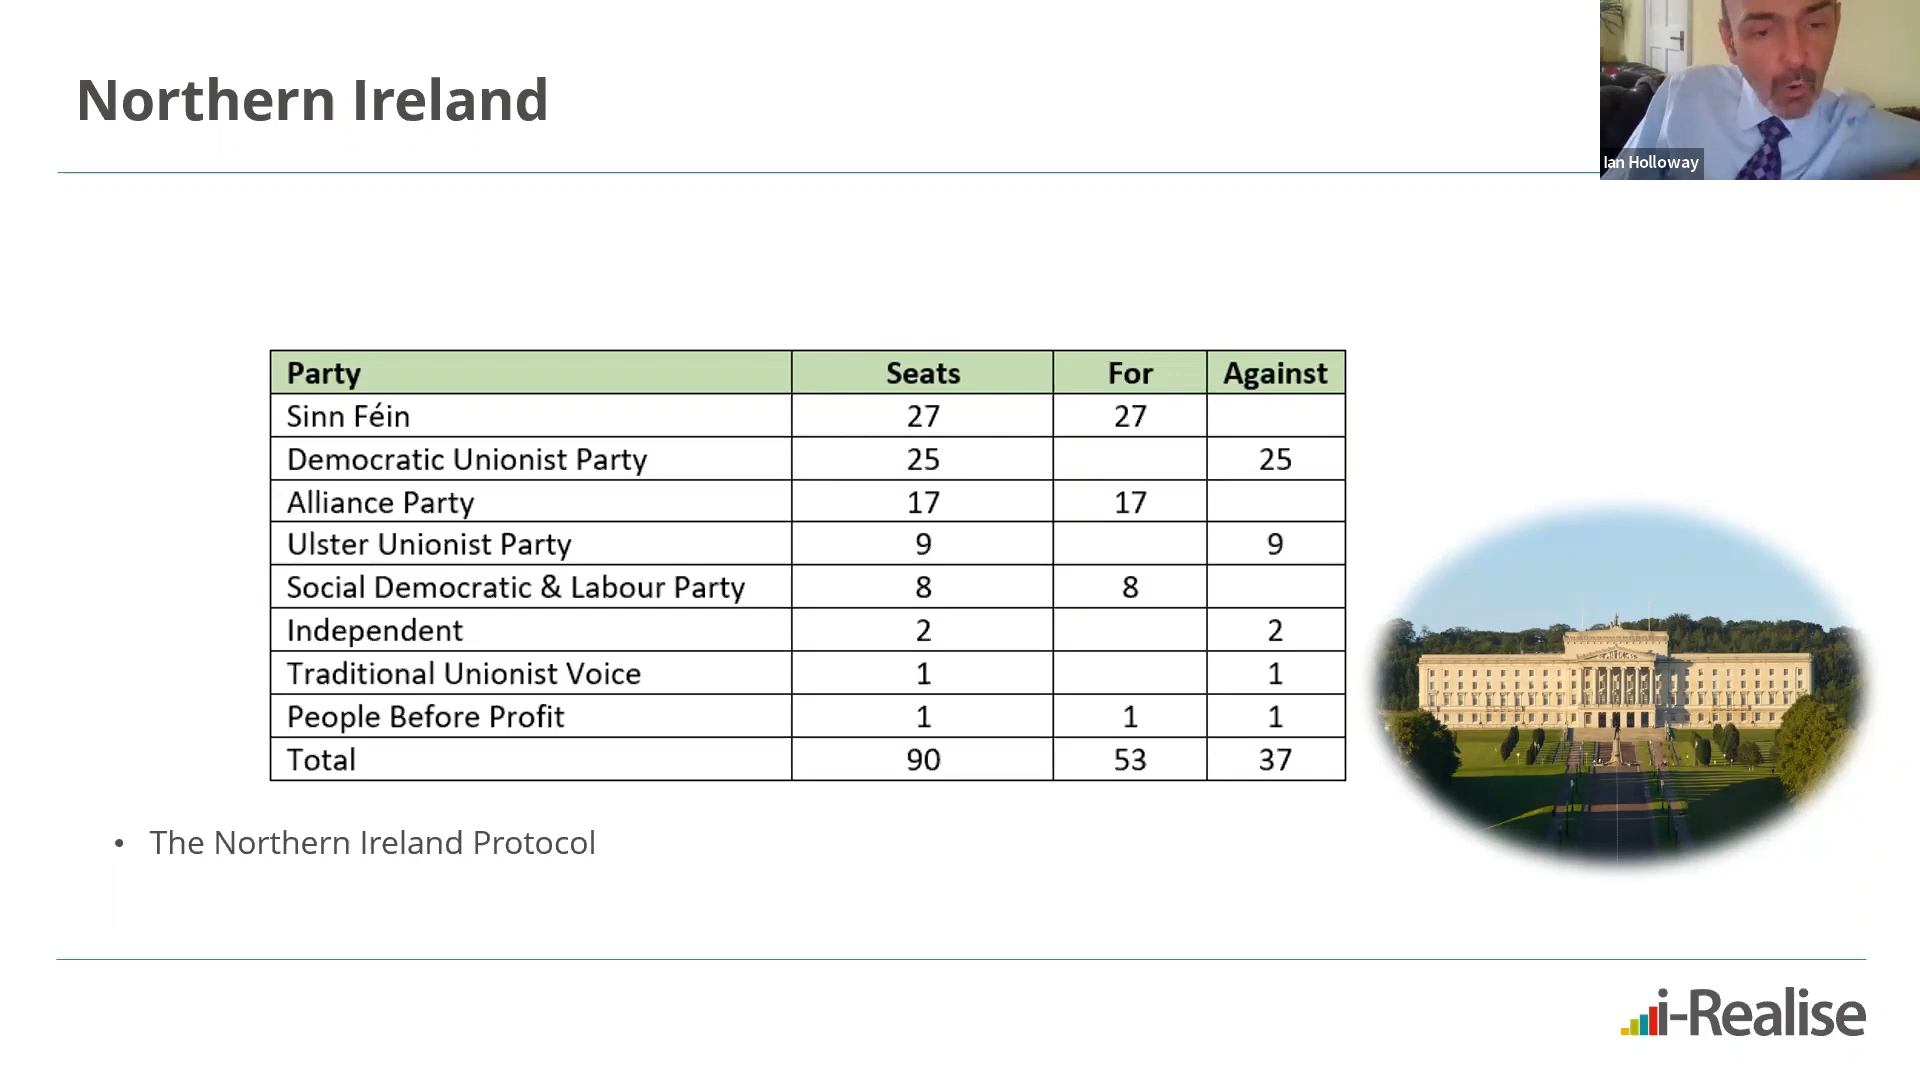 Northern Ireland
Ian Holloway
Party Seats For Against
Sinn Féin 27 27
Democratic Unionist Party 25 25
Alliance Party 17 17
Ulster Unionist Party 9 9
Social Democratic & Labour Party 8 8
Independent 2 2
Traditional Unionist Voice 1 1
People Before Profit 1 1 1
Total 90 53 37
• The Northern Ireland Protocol
i-Realise